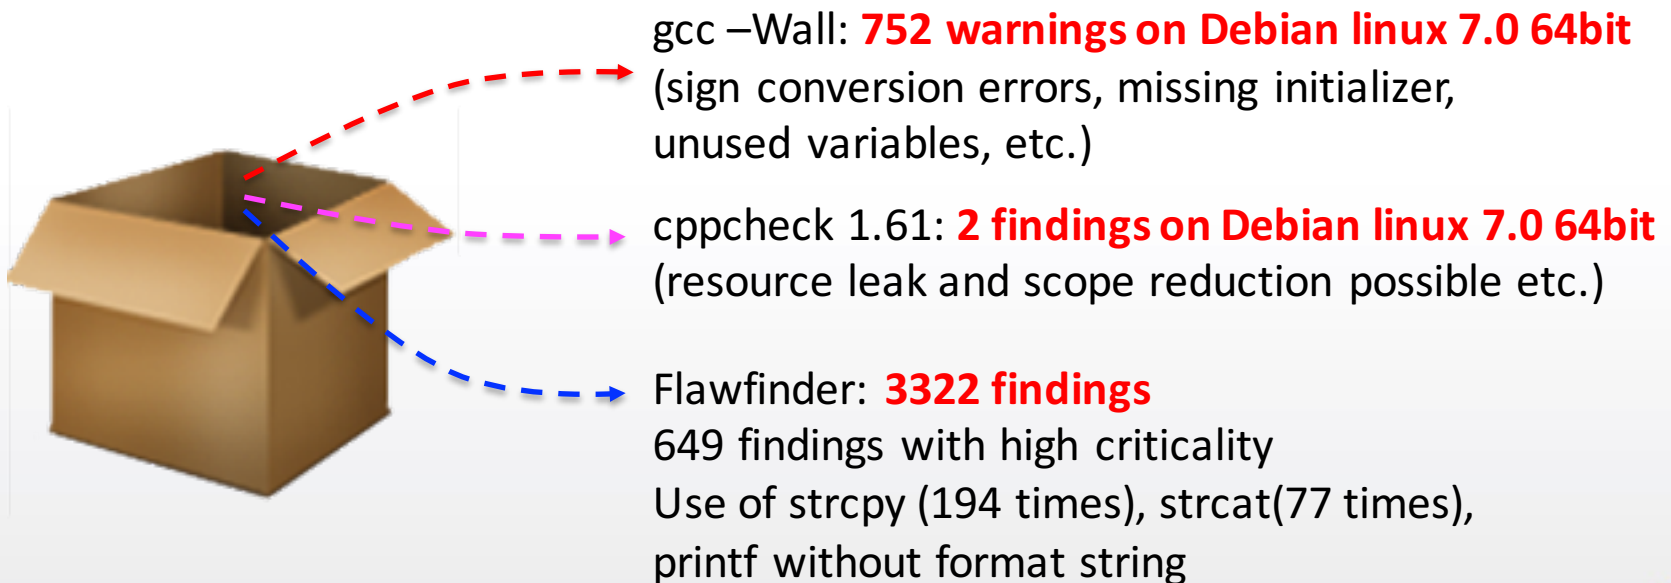 gcc –Wall: 752 warnings on Debian linux 7.0 64bit
(sign conversion errors, missing initializer,
unused variables, etc.)
cppcheck 1.61: 2 findings on Debian linux 7.0 64bit
(resource leak and scope reduction possible etc.)
Flawfinder: 3322 findings
649 findings with high criticality
Use of strcpy (194 times), strcat(77 times),
printf without format string